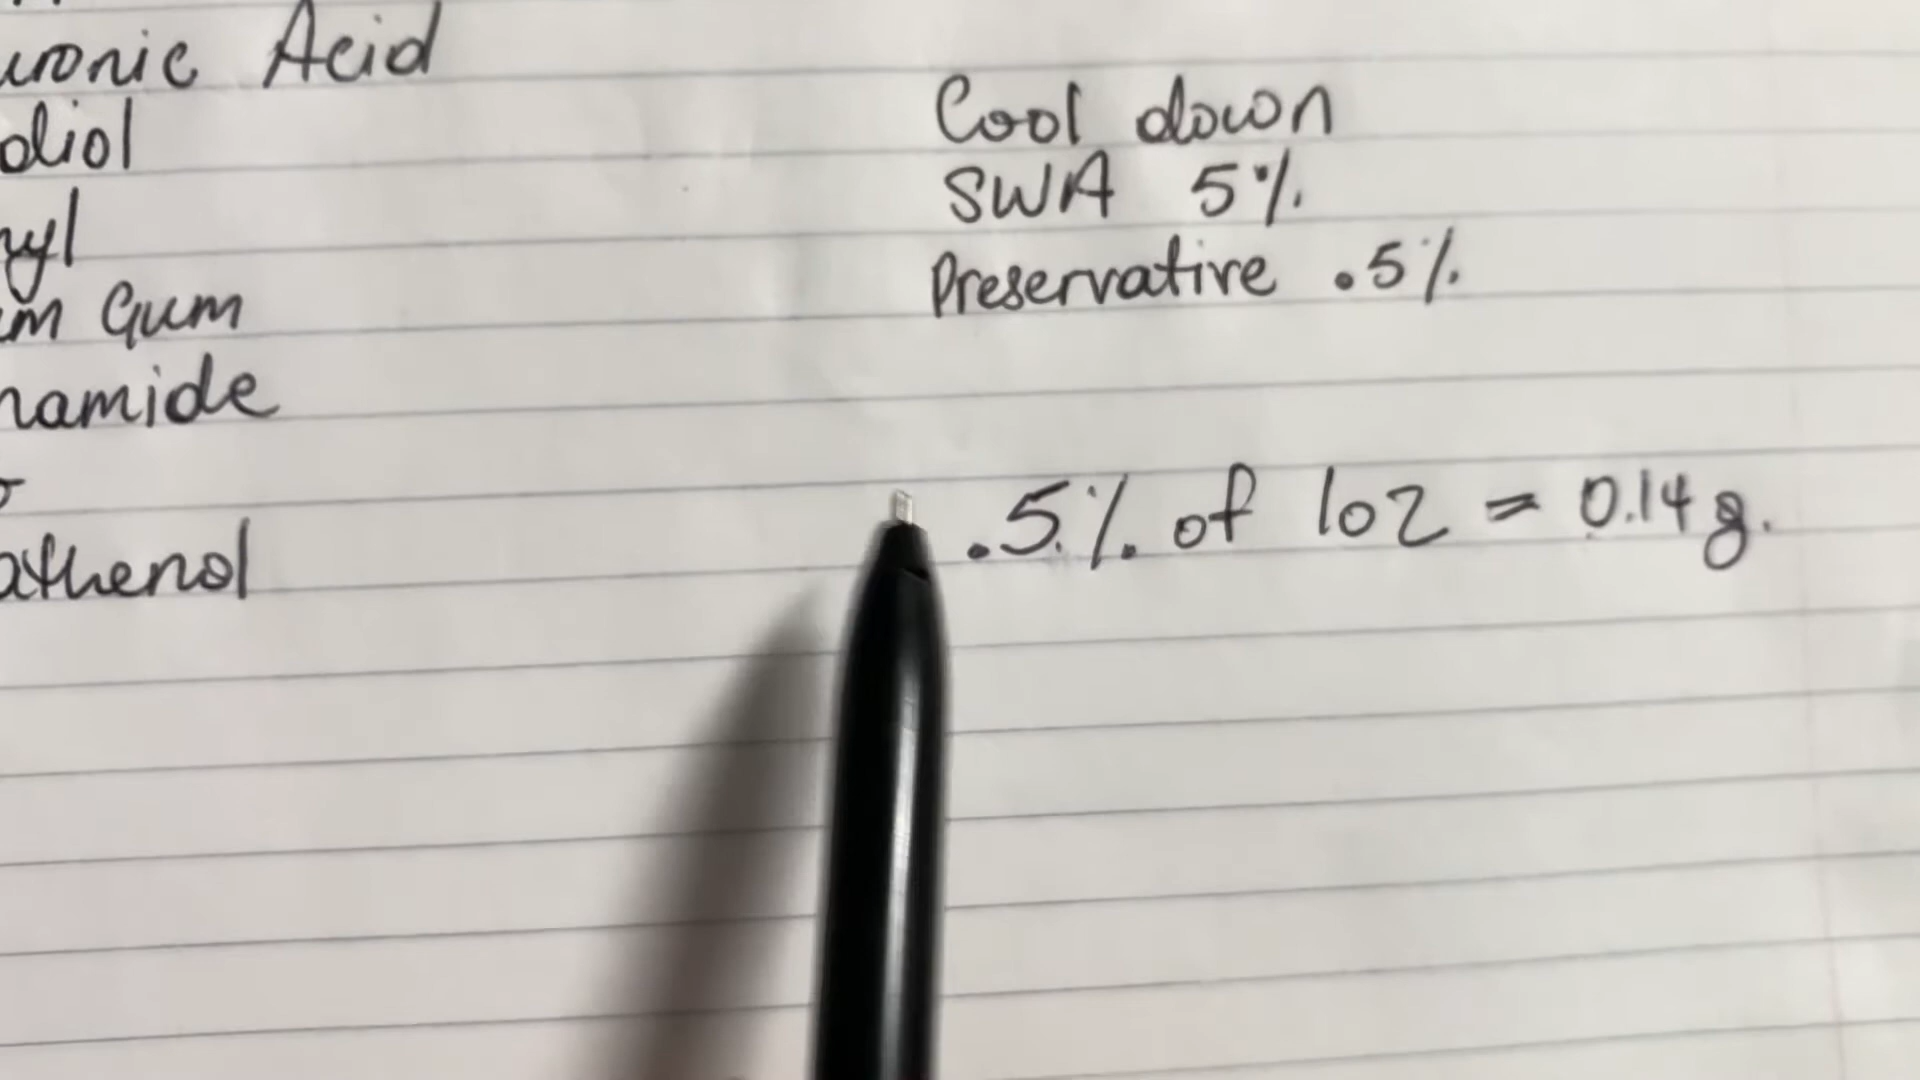 uronic Acid
diol
yl
m Gum
namide
athenol
Cool down
SWA 5%
Preservative .5%
.5% of 1oz = 0.14g.